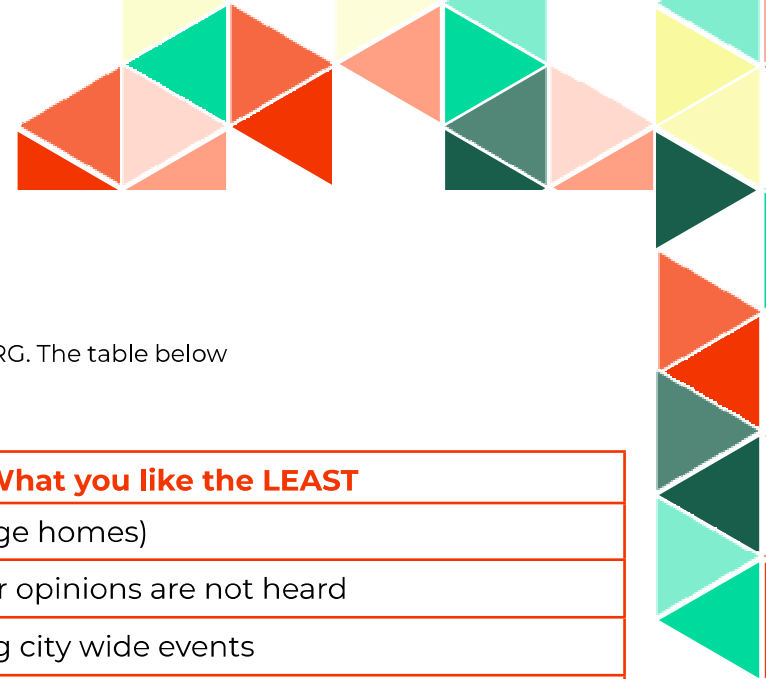 RG. The table below
What you like the LEAST
ge homes)
r opinions are not heard
g city wide events